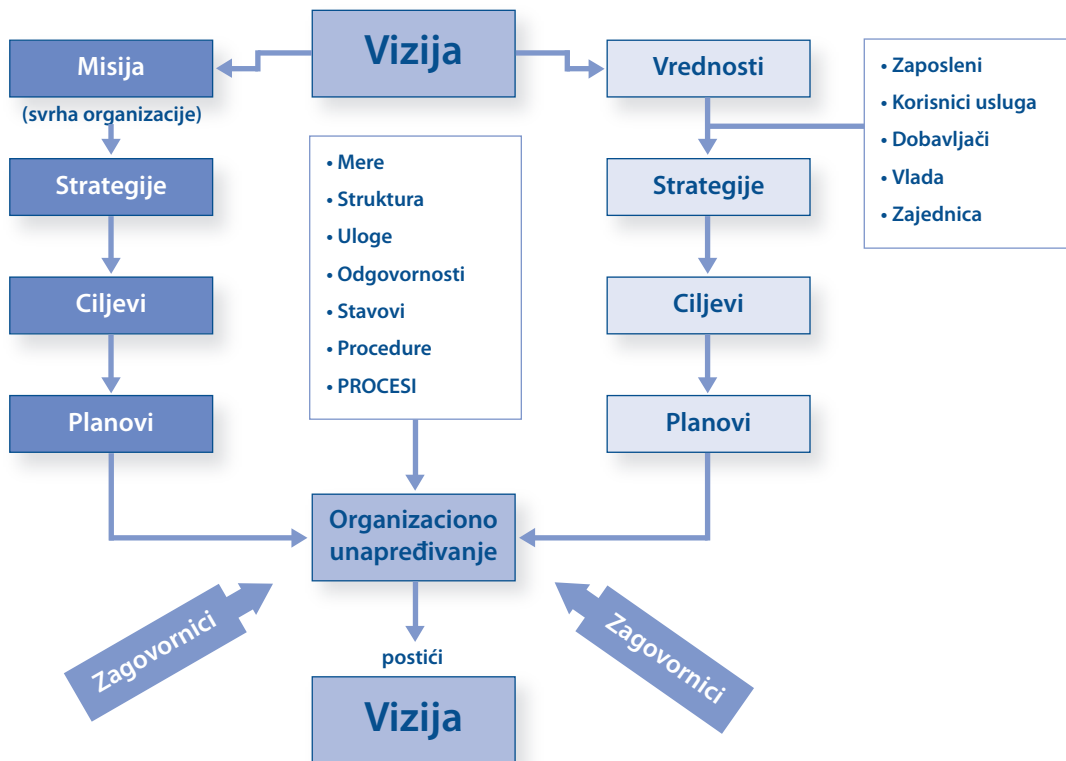 Vizija
Misija
(svrha organizacije)
Strategije
Ciljevi
Planovi
• Mere
• Struktura
• Uloge
• Odgovornosti
• Stavovi
• Procedure
• PROCESI
Vrednosti
Strategije
Ciljevi
Planovi
• Zaposleni
• Korisnici usluga
• Dobavljači
• Vlada
• Zajednica
Organizaciono
unapređivanje
Zagovornici
Zagovornici
postići
Vizija